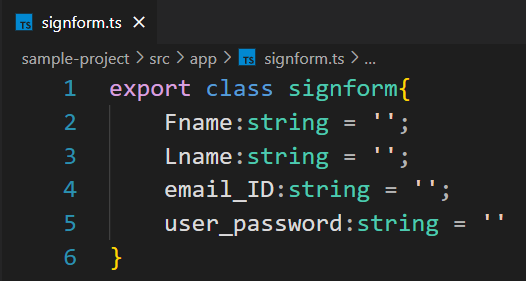 TS signform.ts ×
sample-project > src > app > TS signform.ts > ...
1 export class signform{
2     Fname:string = '';
3     Lname:string = '';
4     email_ID:string = '';
5     user_password:string = ''
6 }